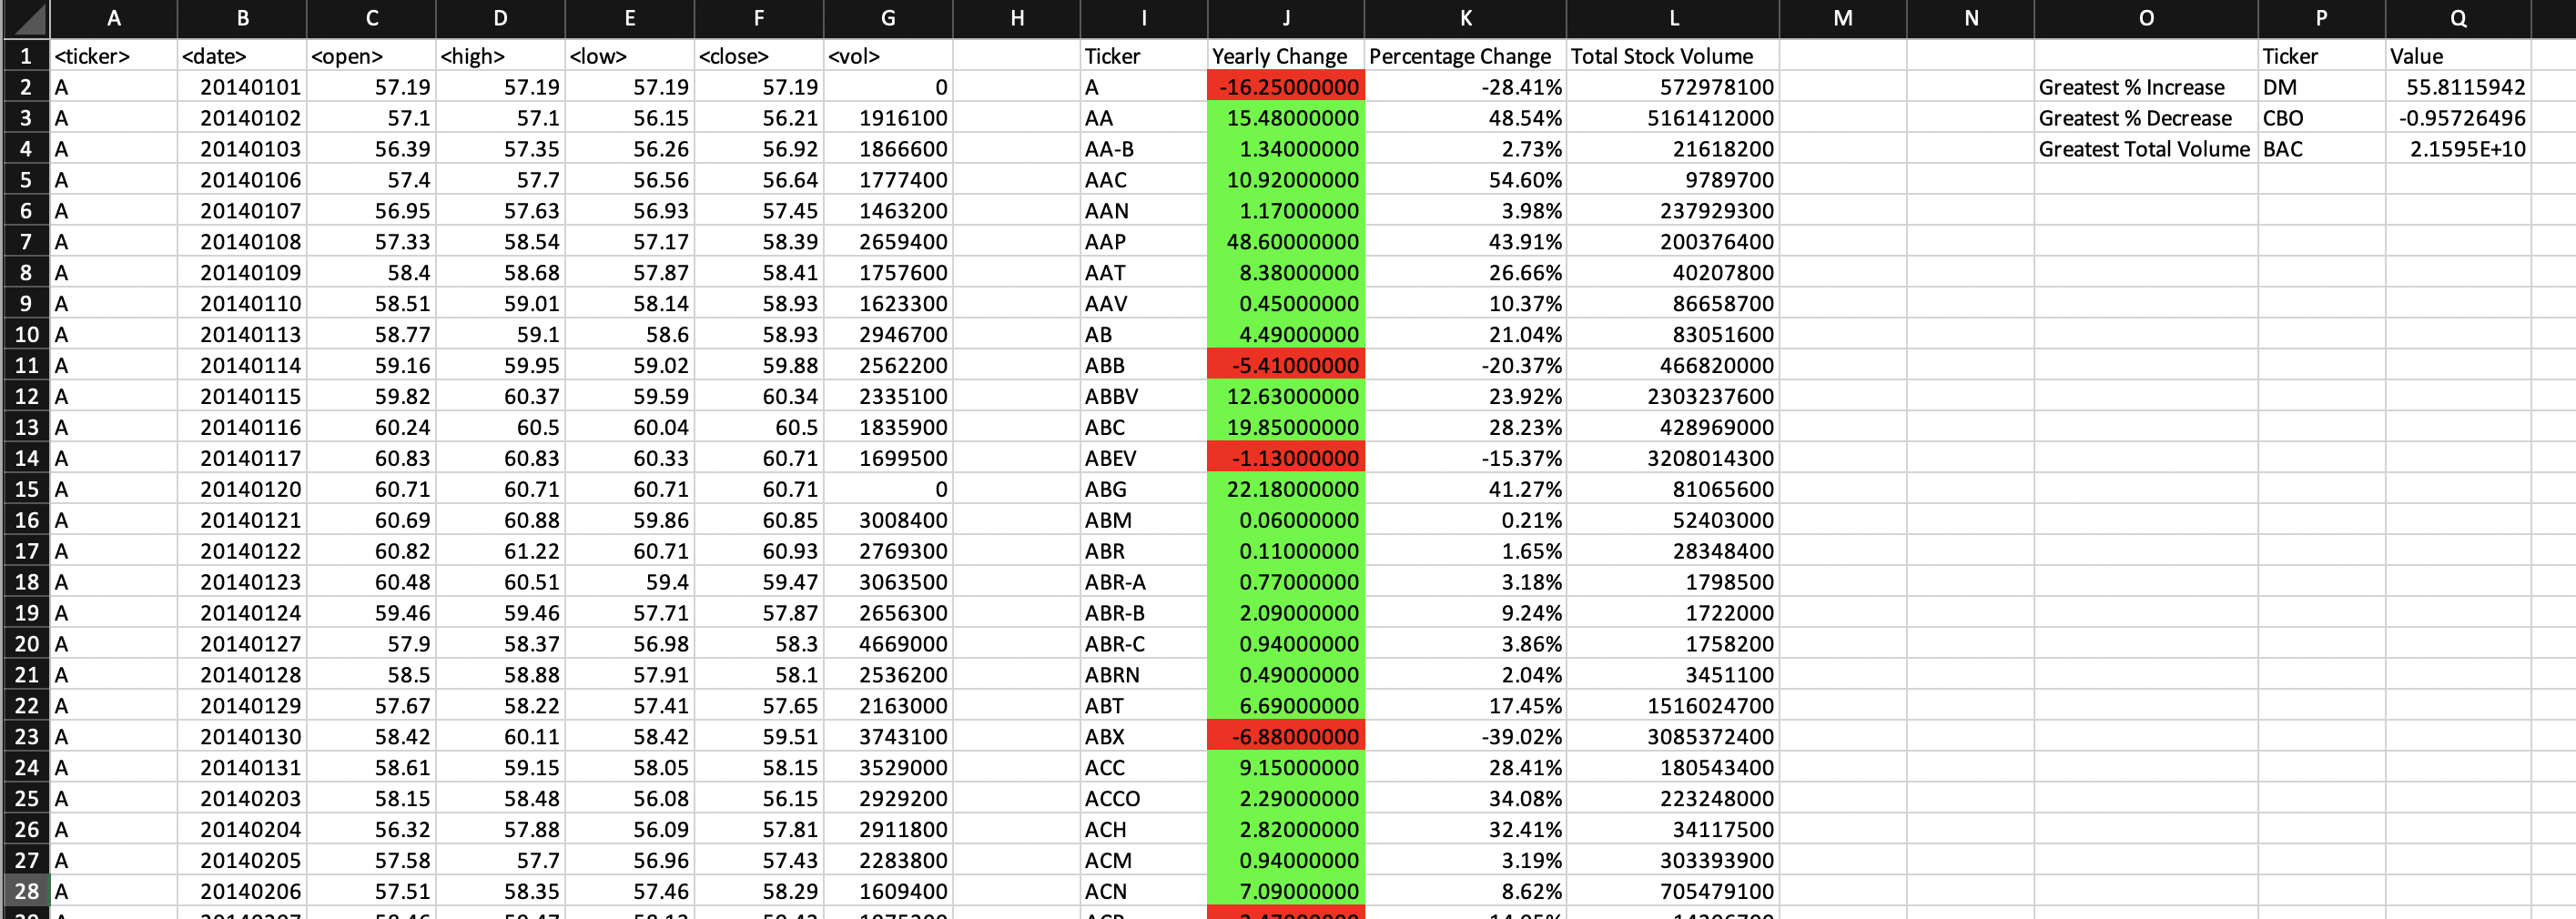 A B C D E F G H I J K L M N O P Q
1 <ticker> <date> <open> <high> <low> <close> <vol> Ticker Yearly Change Percentage Change Total Stock Volume Ticker Value
2 A 20140101 57.19 57.19 57.19 57.19 0 A -16.25000000 -28.41% 572978100 Greatest % Increase DM 55.8115942
3 A 20140102 57.1 57.1 56.15 56.21 1916100 AA 15.48000000 48.54% 5161412000 Greatest % Decrease CBO -0.95726496
4 A 20140103 56.39 57.35 56.26 56.92 1866600 AA-B 1.34000000 2.73% 21618200 Greatest Total Volume BAC 2.1595E+10
5 A 20140106 57.4 57.7 56.56 56.64 1777400 AAC 10.92000000 54.60% 9789700
6 A 20140107 56.95 57.63 56.93 57.45 1463200 AAN 1.17000000 3.98% 237929300
7 A 20140108 57.33 58.54 57.17 58.39 2659400 AAP 48.60000000 43.91% 200376400
8 A 20140109 58.4 58.68 57.87 58.41 1757600 AAT 8.38000000 26.66% 40207800
9 A 20140110 58.51 59.01 58.14 58.93 1623300 AAV 0.45000000 10.37% 86658700
10 A 20140113 58.77 59.1 58.6 58.93 2946700 AB 4.49000000 21.04% 83051600
11 A 20140114 59.16 59.95 59.02 59.88 2562200 ABB -5.41000000 -20.37% 466820000
12 A 20140115 59.82 60.37 59.59 60.34 2335100 ABBV 12.63000000 23.92% 2303237600
13 A 20140116 60.24 60.5 60.04 60.5 1835900 ABC 19.85000000 28.23% 428969000
14 A 20140117 60.83 60.83 60.33 60.71 1699500 ABEV -1.13000000 -15.37% 3208014300
15 A 20140120 60.71 60.71 60.71 60.71 0 ABG 22.18000000 41.27% 81065600
16 A 20140121 60.69 60.88 59.86 60.85 3008400 ABM 0.06000000 0.21% 52403000
17 A 20140122 60.82 61.22 60.71 60.93 2769300 ABR 0.11000000 1.65% 28348400
18 A 20140123 60.48 60.51 59.4 59.47 3063500 ABR-A 0.77000000 3.18% 1798500
19 A 20140124 59.46 59.46 57.71 57.87 2656300 ABR-B 2.09000000 9.24% 1722000
20 A 20140127 57.9 58.37 56.98 58.3 4669000 ABR-C 0.94000000 3.86% 1758200
21 A 20140128 58.5 58.88 57.91 58.1 2536200 ABRN 0.49000000 2.04% 3451100
22 A 20140129 57.67 58.22 57.41 57.65 2163000 ABT 6.69000000 17.45% 1516024700
23 A 20140130 58.42 60.11 58.42 59.51 3743100 ABX -6.88000000 -39.02% 3085372400
24 A 20140131 58.61 59.15 58.05 58.15 3529000 ACC 9.15000000 28.41% 180543400
25 A 20140203 58.15 58.48 56.08 56.15 2929200 ACCO 2.29000000 34.08% 223248000
26 A 20140204 56.32 57.88 56.09 57.81 2911800 ACH 2.82000000 32.41% 34117500
27 A 20140205 57.58 57.7 56.96 57.43 2283800 ACM 0.94000000 3.19% 303393900
28 A 20140206 57.51 58.35 57.46 58.29 1609400 ACN 7.09000000 8.62% 705479100